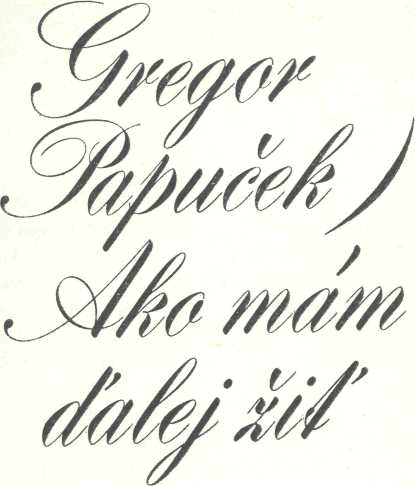 Gregor
Papuček /
Ako mám
ďalej žiť